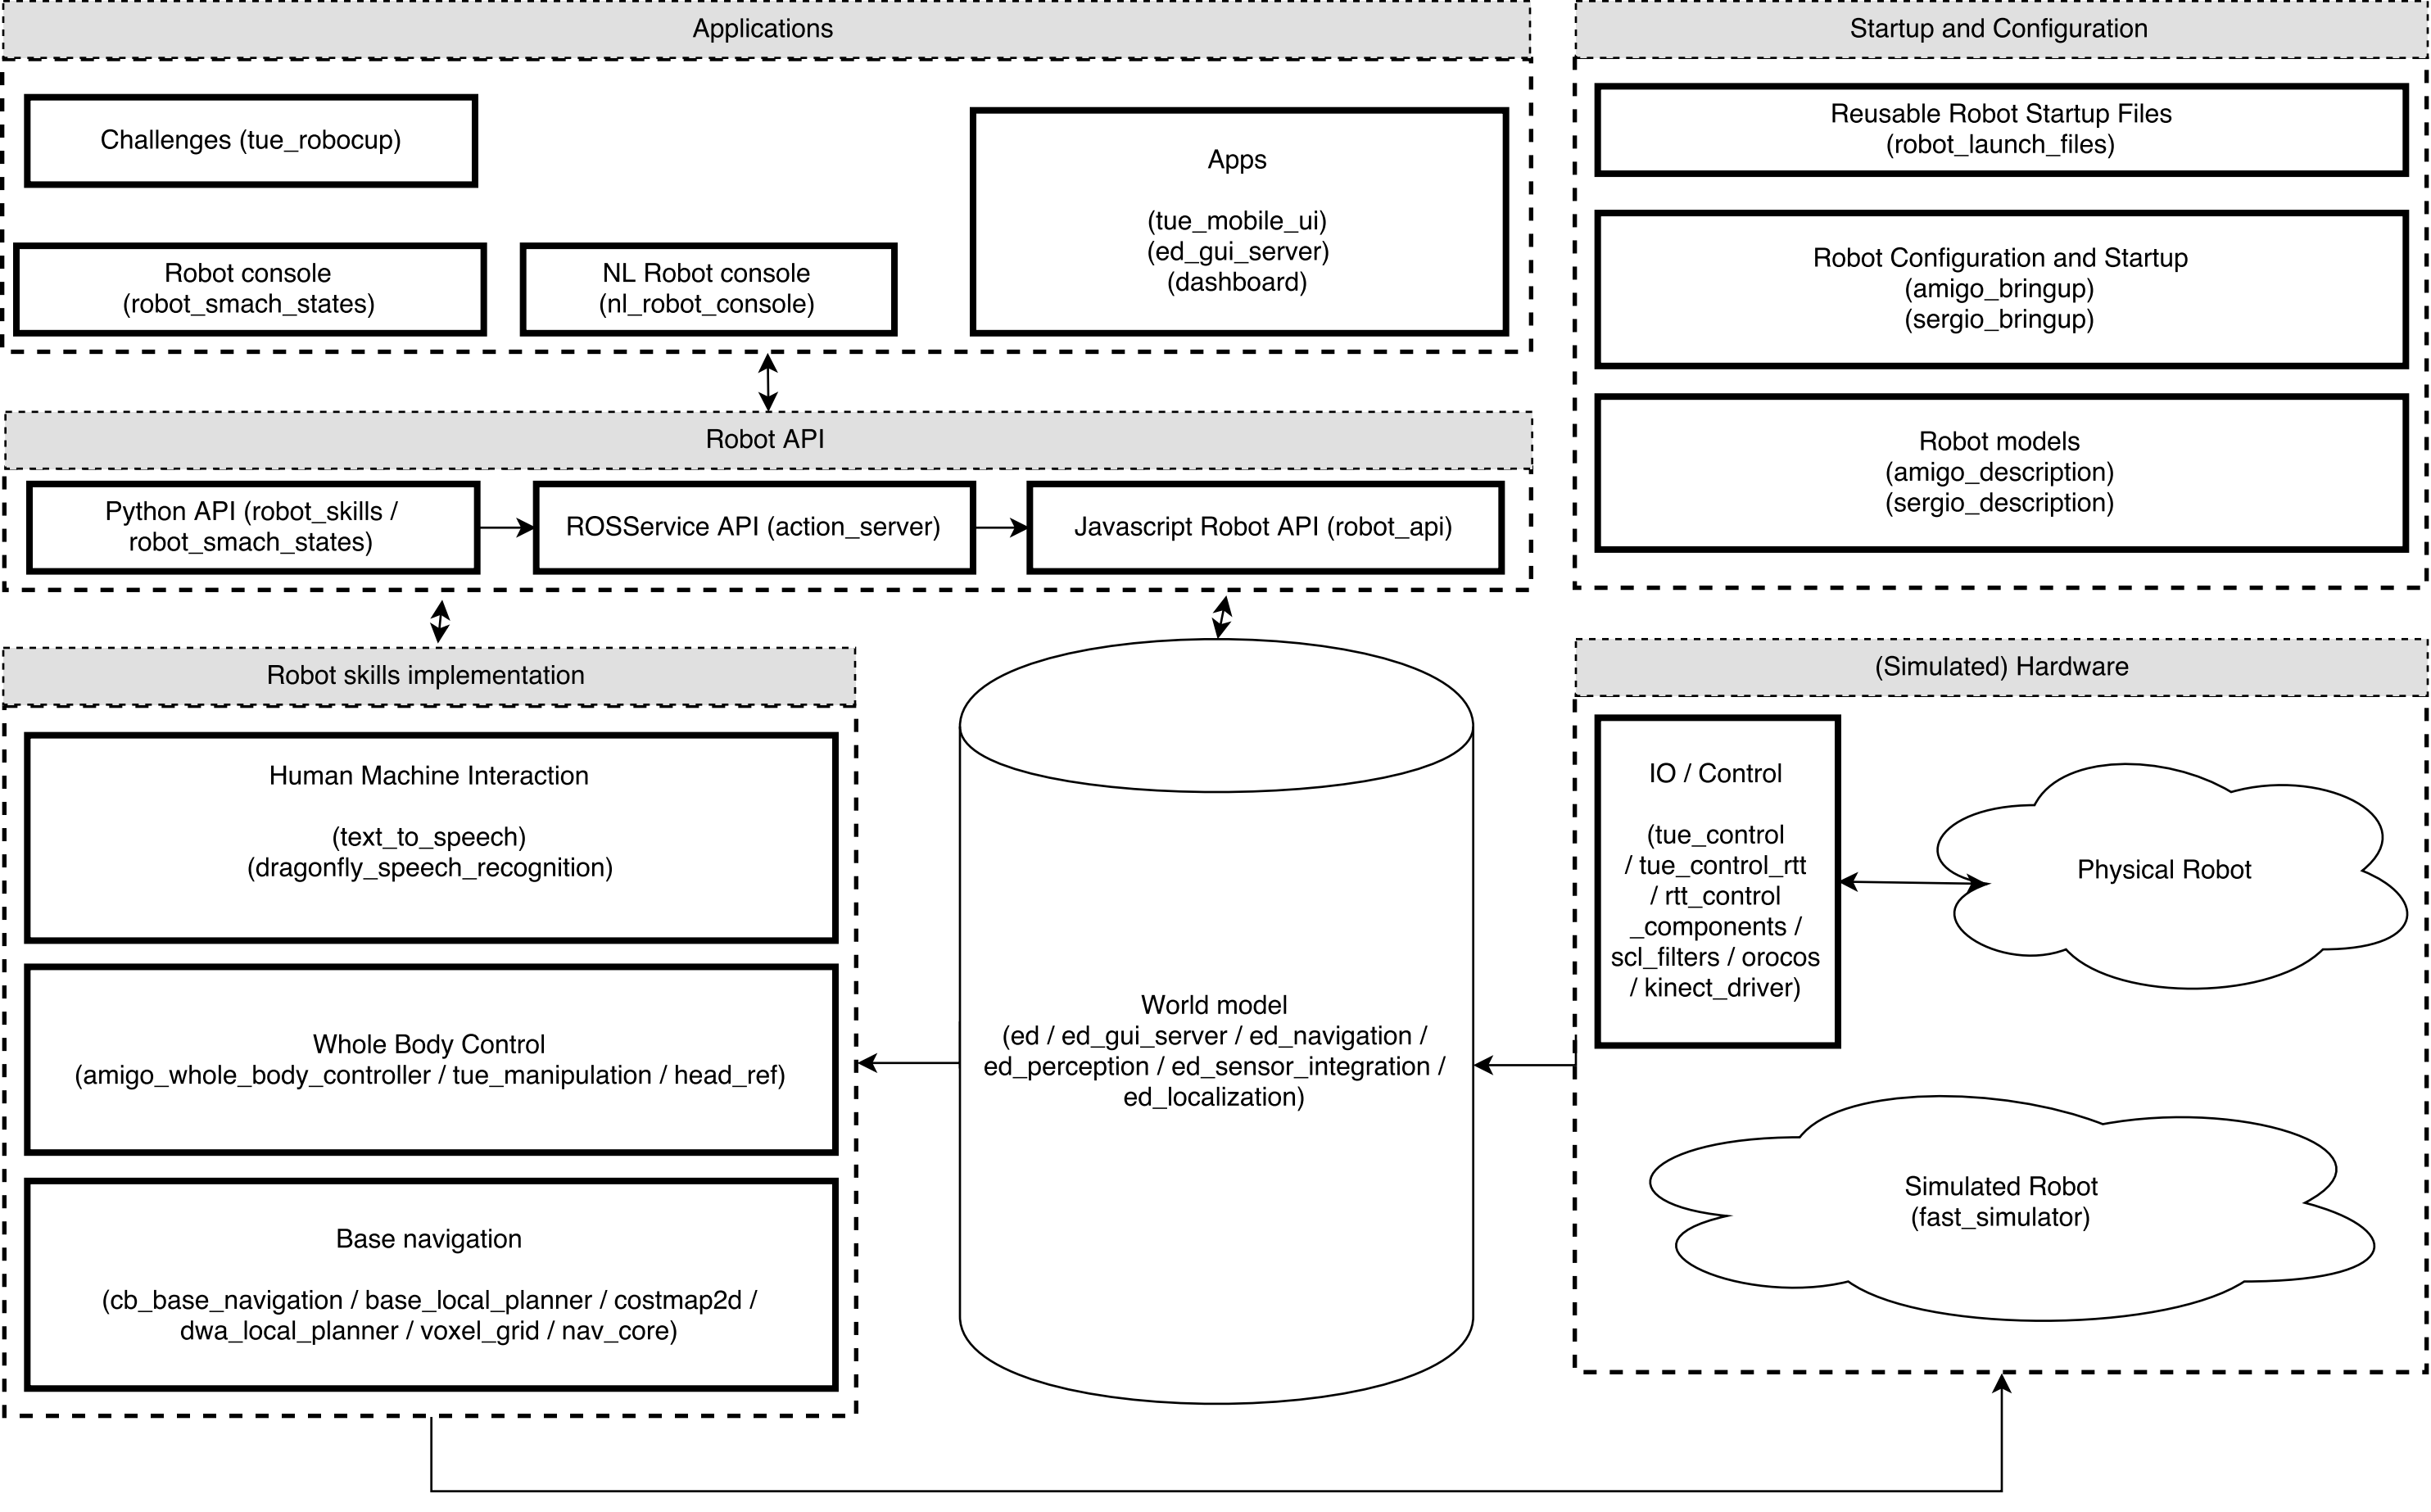 Applications
Challenges (tue_robocup)
Robot console
(robot_smach_states)
NL Robot console
(nl_robot_console)
Apps
(tue_mobile_ui)
(ed_gui_server)
(dashboard)
Startup and Configuration
Reusable Robot Startup Files
(robot_launch_files)
Robot Configuration and Startup
(amigo_bringup)
(sergio_bringup)
Robot models
(amigo_description)
(sergio_description)
Robot API
Python API (robot_skills /
robot_smach_states)
ROSService API (action_server)
Javascript Robot API (robot_api)
Robot skills implementation
Human Machine Interaction
(text_to_speech)
(dragonfly_speech_recognition)
Whole Body Control
(amigo_whole_body_controller / tue_manipulation / head_ref)
Base navigation
(cb_base_navigation / base_local_planner / costmap2d /
dwa_local_planner / voxel_grid / nav_core)
World model
(ed / ed_gui_server / ed_navigation /
ed_perception / ed_sensor_integration /
ed_localization)
(Simulated) Hardware
IO / Control
(tue_control
/ tue_control_rtt
/ rtt_control
_components /
scl_filters / orocos
/ kinect_driver)
Physical Robot
Simulated Robot
(fast_simulator)